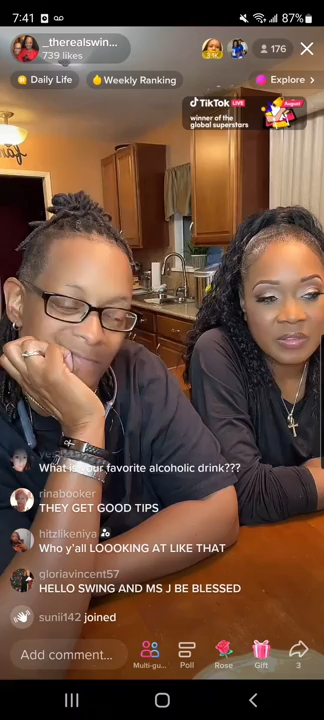 7:41
87%
_therealswin...
739 likes
176
Daily Life
Weekly Ranking
Explore
TikTok LIVE
winner of the
global superstars
August
What is your favorite alcoholic drink???
rinabooker
THEY GET GOOD TIPS
hitzlikeniya
Who y'all LOOOKING AT LIKE THAT
gloriavincent57
HELLO SWING AND MS J BE BLESSED
sunii142 joined
Add comment...
Multi-gu...
Poll
Rose
Gift
3